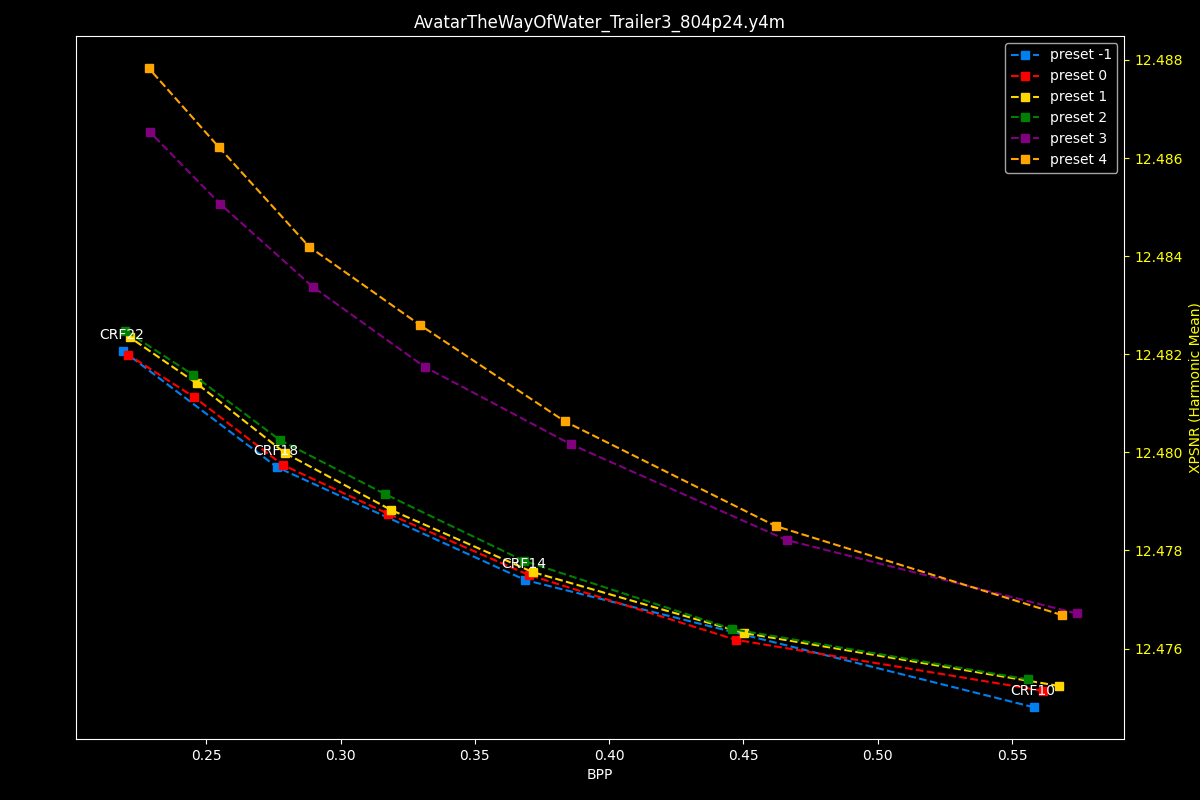 AvatarTheWayOfWater_Trailer3_804p24.y4m
preset -1
preset 0
preset 1
preset 2
preset 3
preset 4
12.488
12.486
12.484
12.482
12.480
12.478
12.476
XPSNR (Harmonic Mean)
CRF22
CRF18
CRF14
CRF10
0.25 0.30 0.35 0.40 0.45 0.50 0.55
BPP